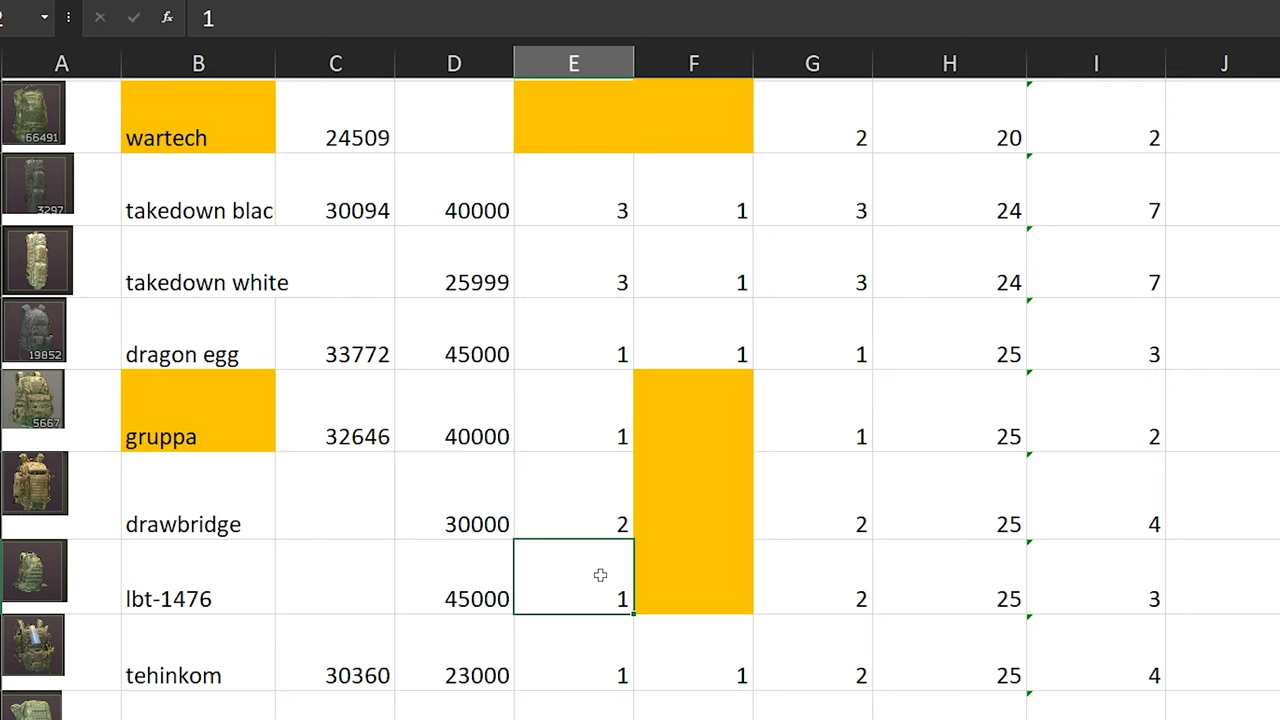 2 fx 1
A B C D E F G H I J
66491 wartech 24509 2 20 2
3297 takedown blac 30094 40000 3 1 3 24 7
takedown white 25999 3 1 3 24 7
19852 dragon egg 33772 45000 1 1 1 25 3
5667 gruppa 32646 40000 1 1 25 2
drawbridge 30000 2 2 25 4
lbt-1476 45000 1 2 25 3
tehinkom 30360 23000 1 1 2 25 4